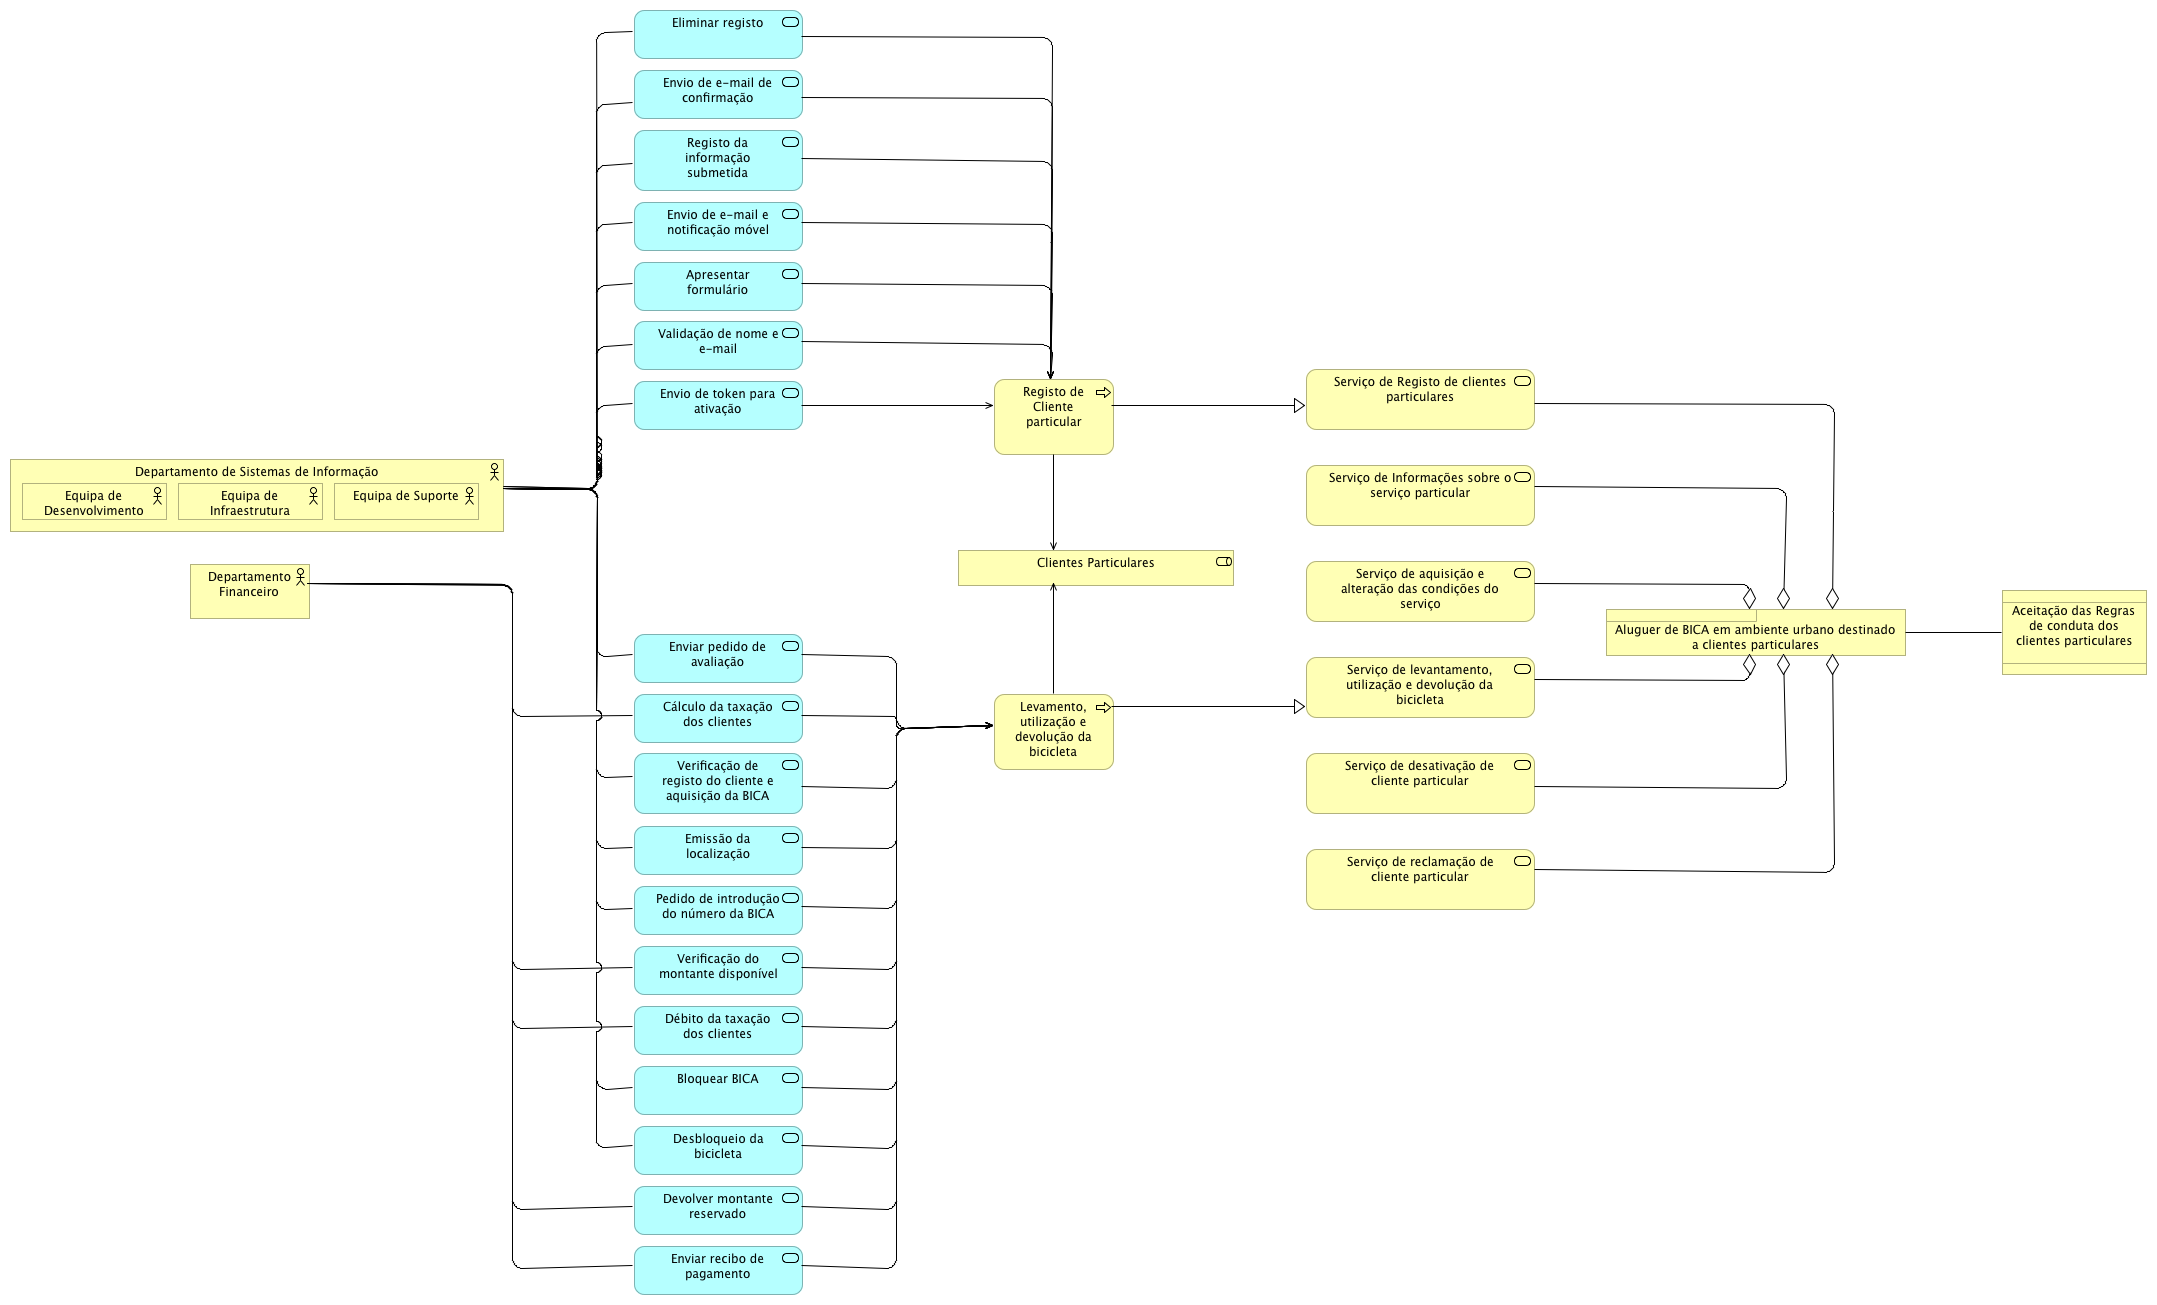 Eliminar registo
Envio de e-mail de
confirmação
Registo da
informação
submetida
Envio de e-mail e
notificação móvel
Apresentar
formulário
Validação de nome e
e-mail
Envio de token para
ativação
Departamento de Sistemas de Informação
Equipa de
Desenvolvimento
Equipa de
Infraestrutura
Equipa de Suporte
Departamento
Financeiro
Enviar pedido de
avaliação
Cálculo da taxação
dos clientes
Verificação de
registo do cliente e
aquisição da BICA
Emissão da
localização
Pedido de introdução
do número da BICA
Verificação do
montante disponível
Débito da taxação
dos clientes
Bloquear BICA
Desbloqueio da
bicicleta
Devolver montante
reservado
Enviar recibo de
pagamento
Registo de
Cliente
particular
Clientes Particulares
Levamento,
utilização e
devolução da
bicicleta
Serviço de Registo de clientes
particulares
Serviço de Informações sobre o
serviço particular
Serviço de aquisição e
alteração das condições do
serviço
Serviço de levantamento,
utilização e devolução da
bicicleta
Serviço de desativação de
cliente particular
Serviço de reclamação de
cliente particular
Aluguer de BICA em ambiente urbano destinado
a clientes particulares
Aceitação das Regras
de conduta dos
clientes particulares